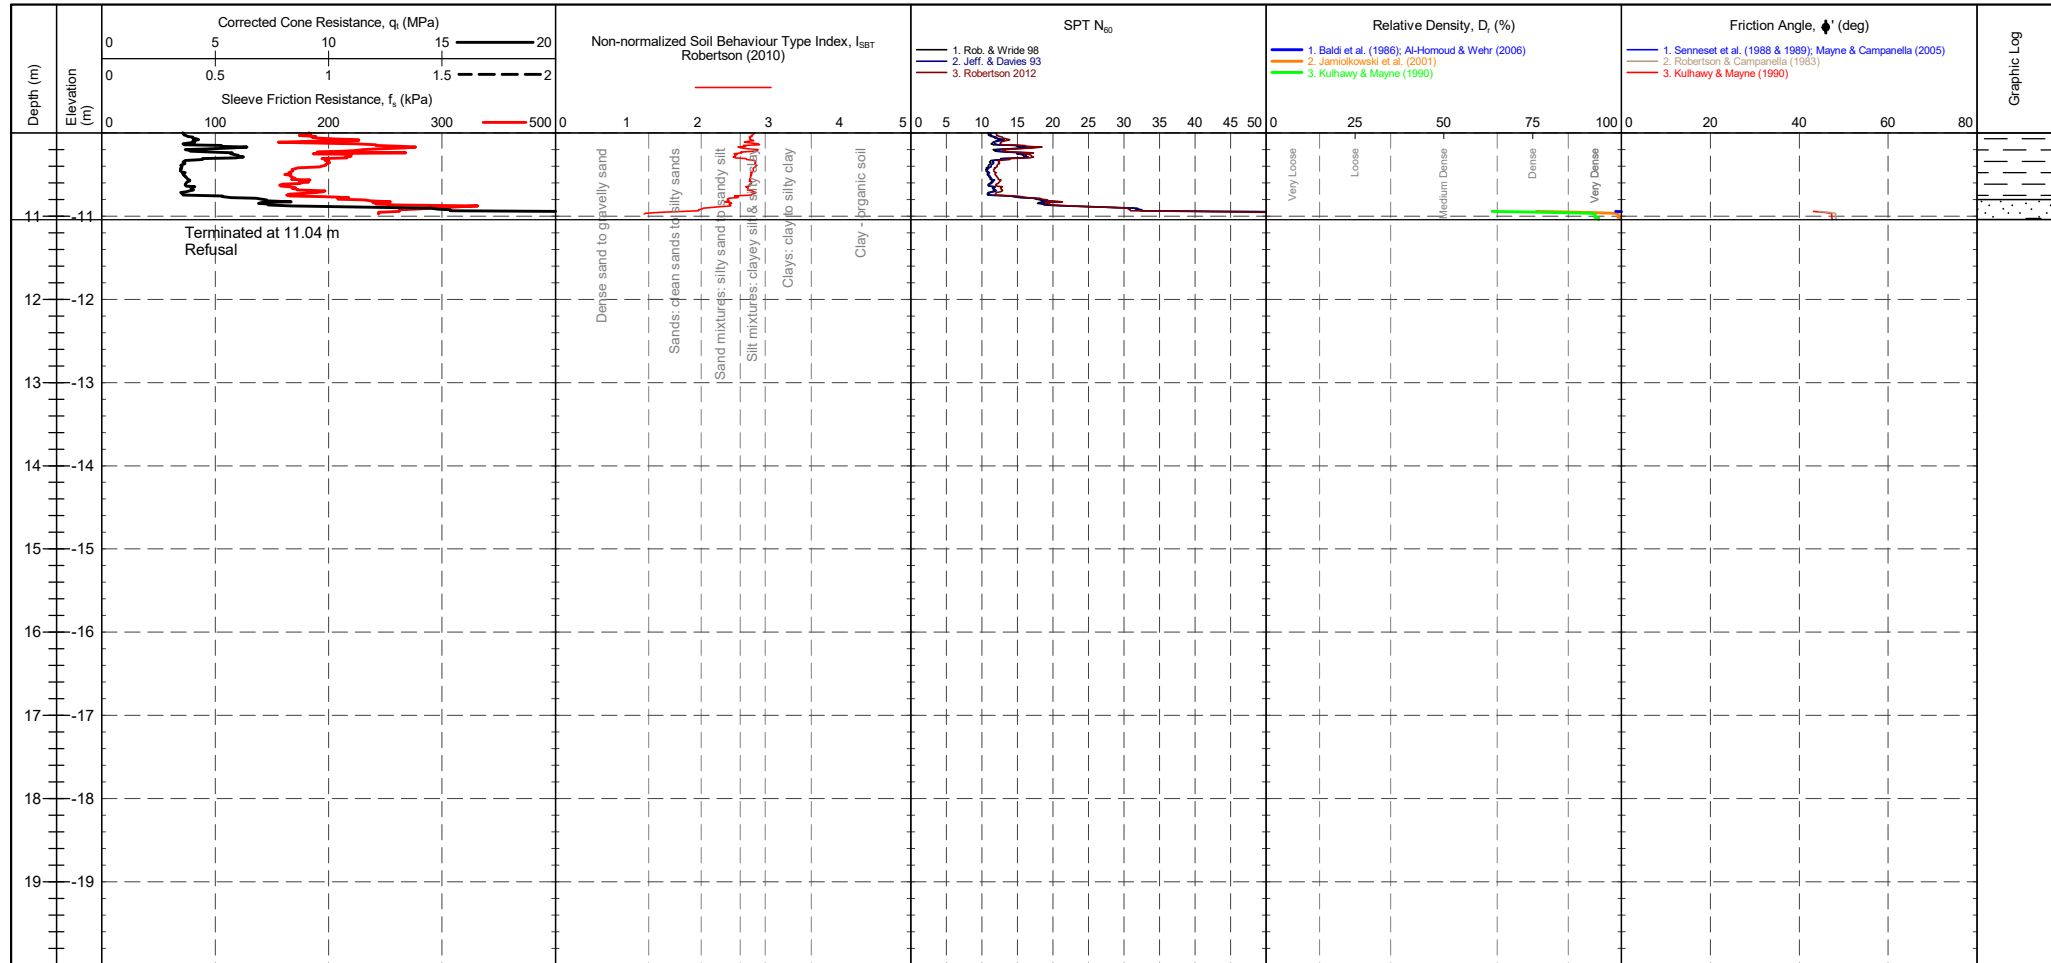 Depth (m)
Elevation
(m)
Corrected Cone Resistance, qt (MPa)
0 5 10 15 20
0 0.5 1 1.5 2
Sleeve Friction Resistance, fs (kPa)
0 100 200 300 500
Non-normalized Soil Behaviour Type Index, ISBT
Robertson (2010)
0 1 2 3 4 5
SPT N60
1. Rob. & Wride 98
2. Jeff. & Davies 93
3. Robertson 2012
0 5 10 15 20 25 30 35 40 45 50
Relative Density, Dr (%)
1. Baldi et al. (1986); Al-Homoud & Wehr (2006)
2. Jamiolkowski et al. (2001)
3. Kulhawy & Mayne (1990)
0 25 50 75 100
Friction Angle, ϕ' (deg)
1. Senneset et al. (1988 & 1989); Mayne & Campanella (2005)
2. Robertson & Campanella (1983)
3. Kulhawy & Mayne (1990)
0 20 40 60 80
Graphic Log
Dense sand to gravelly sand
Sands: clean sands to silty sands
Sand mixtures: silty sand to sandy silt
Silt mixtures: clayey silt & silty clay
Clays: clay to silty clay
Clay - organic soil
Very Loose
Loose
Medium Dense
Dense
Very Dense
Terminated at 11.04 m
Refusal
11 -11
12 -12
13 -13
14 -14
15 -15
16 -16
17 -17
18 -18
19 -19